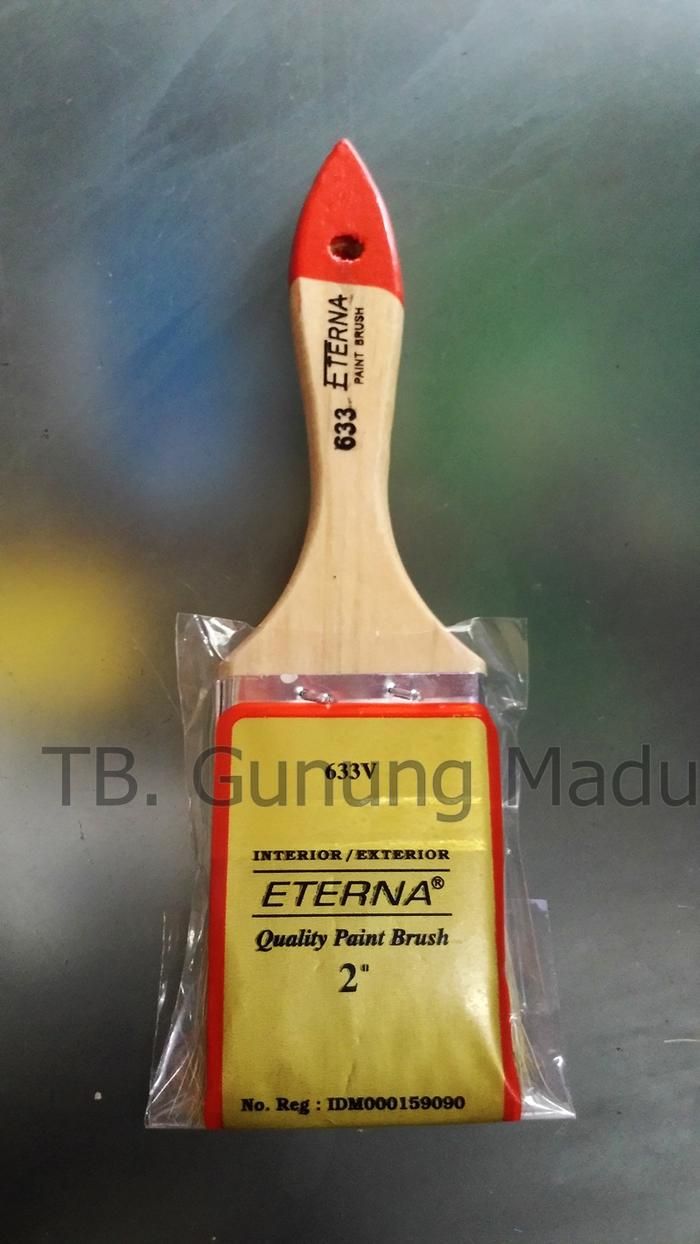 633 ETERNA
PAINT BRUSH
633V
TB. Gunung Madu
INTERIOR/EXTERIOR
ETERNA®
Quality Paint Brush
2"
No. Reg : IDM000159090